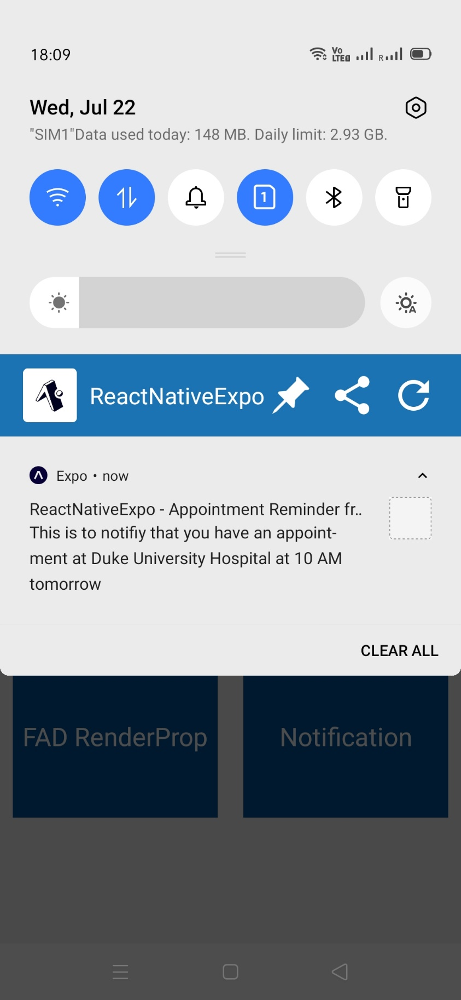 18:09
Vo
LTE
R
Wed, Jul 22
"SIM1"Data used today: 148 MB. Daily limit: 2.93 GB.
1
A
ReactNativeExpo
Expo • now
ReactNativeExpo - Appointment Reminder fr..
This is to notifiy that you have an appoint-
ment at Duke University Hospital at 10 AM
tomorrow
CLEAR ALL
FAD RenderProp
Notification